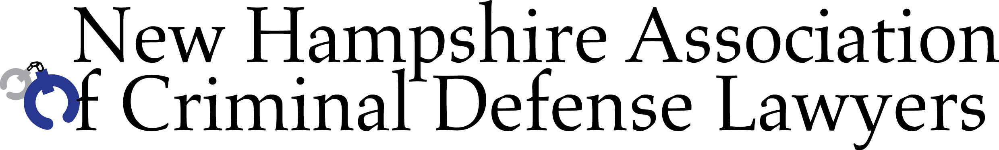 New Hampshire Association
Of Criminal Defense Lawyers